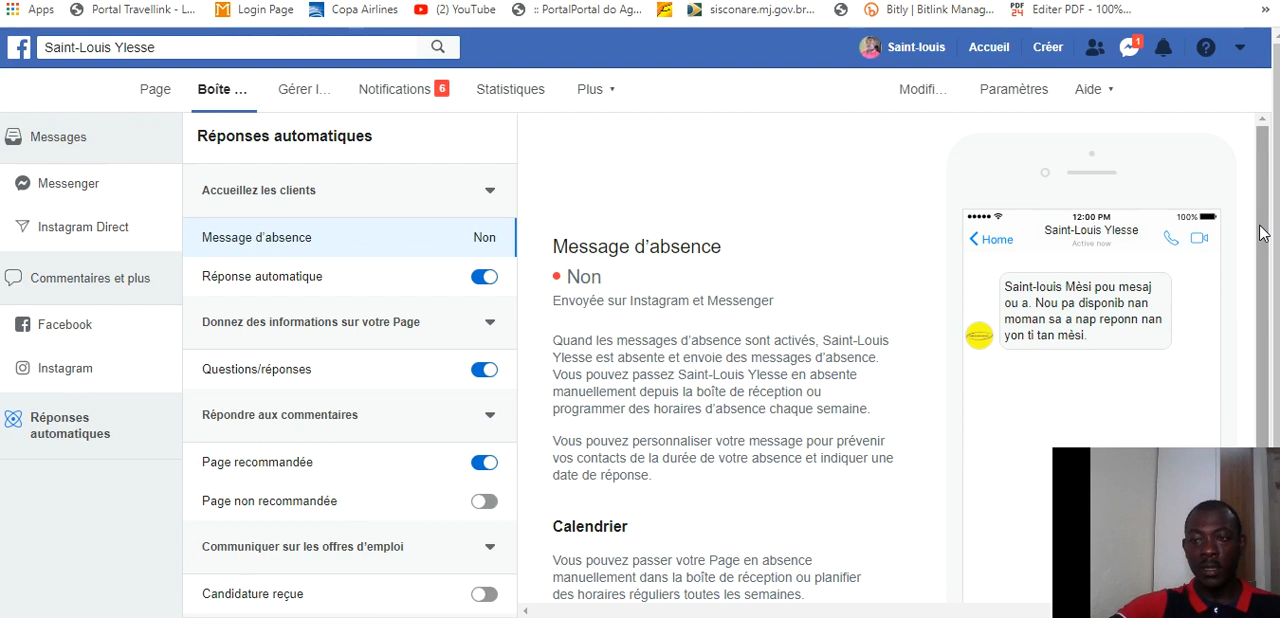 Apps Portal Travellink - L... Login Page Copa Airlines (2) YouTube :: PortalPortal do Ag... sisconare.mj.gov.br... Bitly | Bitlink Manag... PDF 24 Editer PDF - 100%... »
Saint-Louis Ylesse
Saint-louis Accueil Créer 1
Page Boîte ... Gérer l... Notifications 6 Statistiques Plus Modifi... Paramètres Aide
Messages
Messenger
Instagram Direct
Commentaires et plus
Facebook
Instagram
Réponses
automatiques
Réponses automatiques
Accueillez les clients
Message d’absence Non
Réponse automatique
Donnez des informations sur votre Page
Questions/réponses
Répondre aux commentaires
Page recommandée
Page non recommandée
Communiquer sur les offres d’emploi
Candidature reçue
Message d’absence
Non
Envoyée sur Instagram et Messenger
Quand les messages d’absence sont activés, Saint-Louis
Ylesse est absente et envoie des messages d’absence.
Vous pouvez passez Saint-Louis Ylesse en absente
manuellement depuis la boîte de réception ou
programmer des horaires d’absence chaque semaine.
Vous pouvez personnaliser votre message pour prévenir
vos contacts de la durée de votre absence et indiquer une
date de réponse.
Calendrier
Vous pouvez passer votre Page en absence
manuellement dans la boîte de réception ou planifier
des horaires réguliers toutes les semaines.
12:00 PM 100%
Home Saint-Louis Ylesse
Active now
Saint-louis Mèsi pou mesaj
ou a. Nou pa disponib nan
moman sa a nap reponn nan
yon ti tan mèsi.